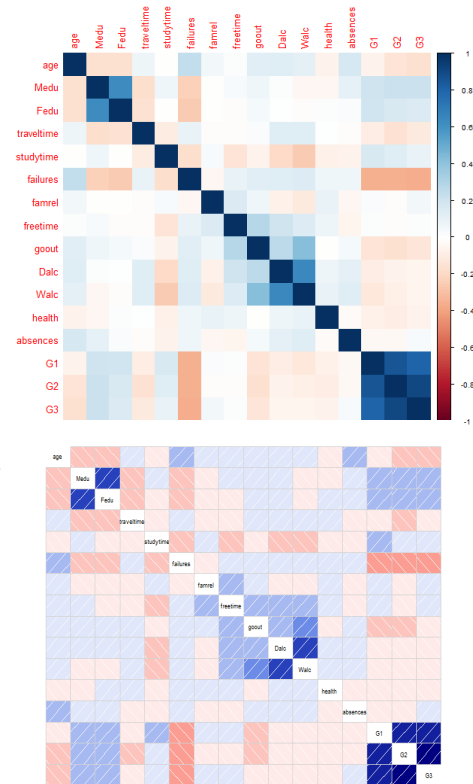 age
Medu
Fedu
traveltime
studytime
failures
famrel
freetime
goout
Dalc
Walc
health
absences
G1
G2
G3
age
Medu
Fedu
traveltime
studytime
failures
famrel
freetime
goout
Dalc
Walc
health
absences
G1
G2
G3
1
0.8
0.6
0.4
0.2
0
-0.2
-0.4
-0.6
-0.8
-1
age
Medu
Fedu
traveltime
studytime
failures
famrel
freetime
goout
Dalc
Walc
health
absences
G1
G2
G3